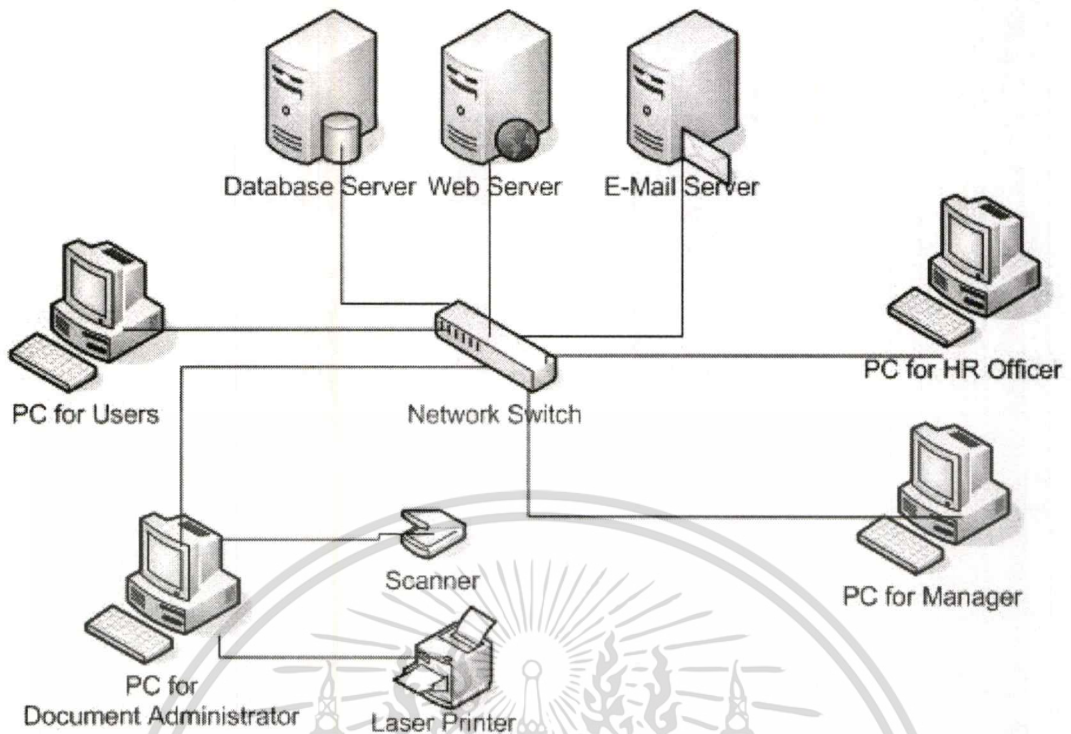 Database Server
Web Server
E-Mail Server
PC for Users
Network Switch
PC for HR Officer
Scanner
PC for Manager
PC for
Document Administrator
Laser Printer